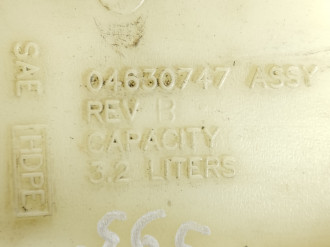 04630747 ASSY
REV B
CAPACITY
3.2 LITERS
SAE
HDPE